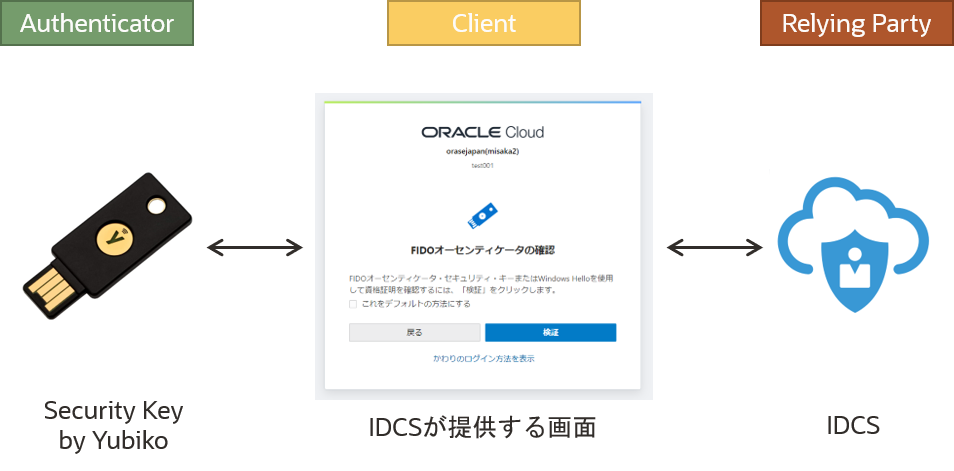 Authenticator
Client
Relying Party
ORACLE Cloud
orasejapan(misaka2)
test001
FIDOオーセンティケータの確認
FIDOオーセンティケータ・セキュリティ・キーまたはWindows Helloを使用
して資格証明を確認するには、「検証」をクリックします。
これをデフォルトの方法にする
戻る
検証
かわりのログイン方法を表示
Security Key
by Yubiko
IDCSが提供する画面
IDCS